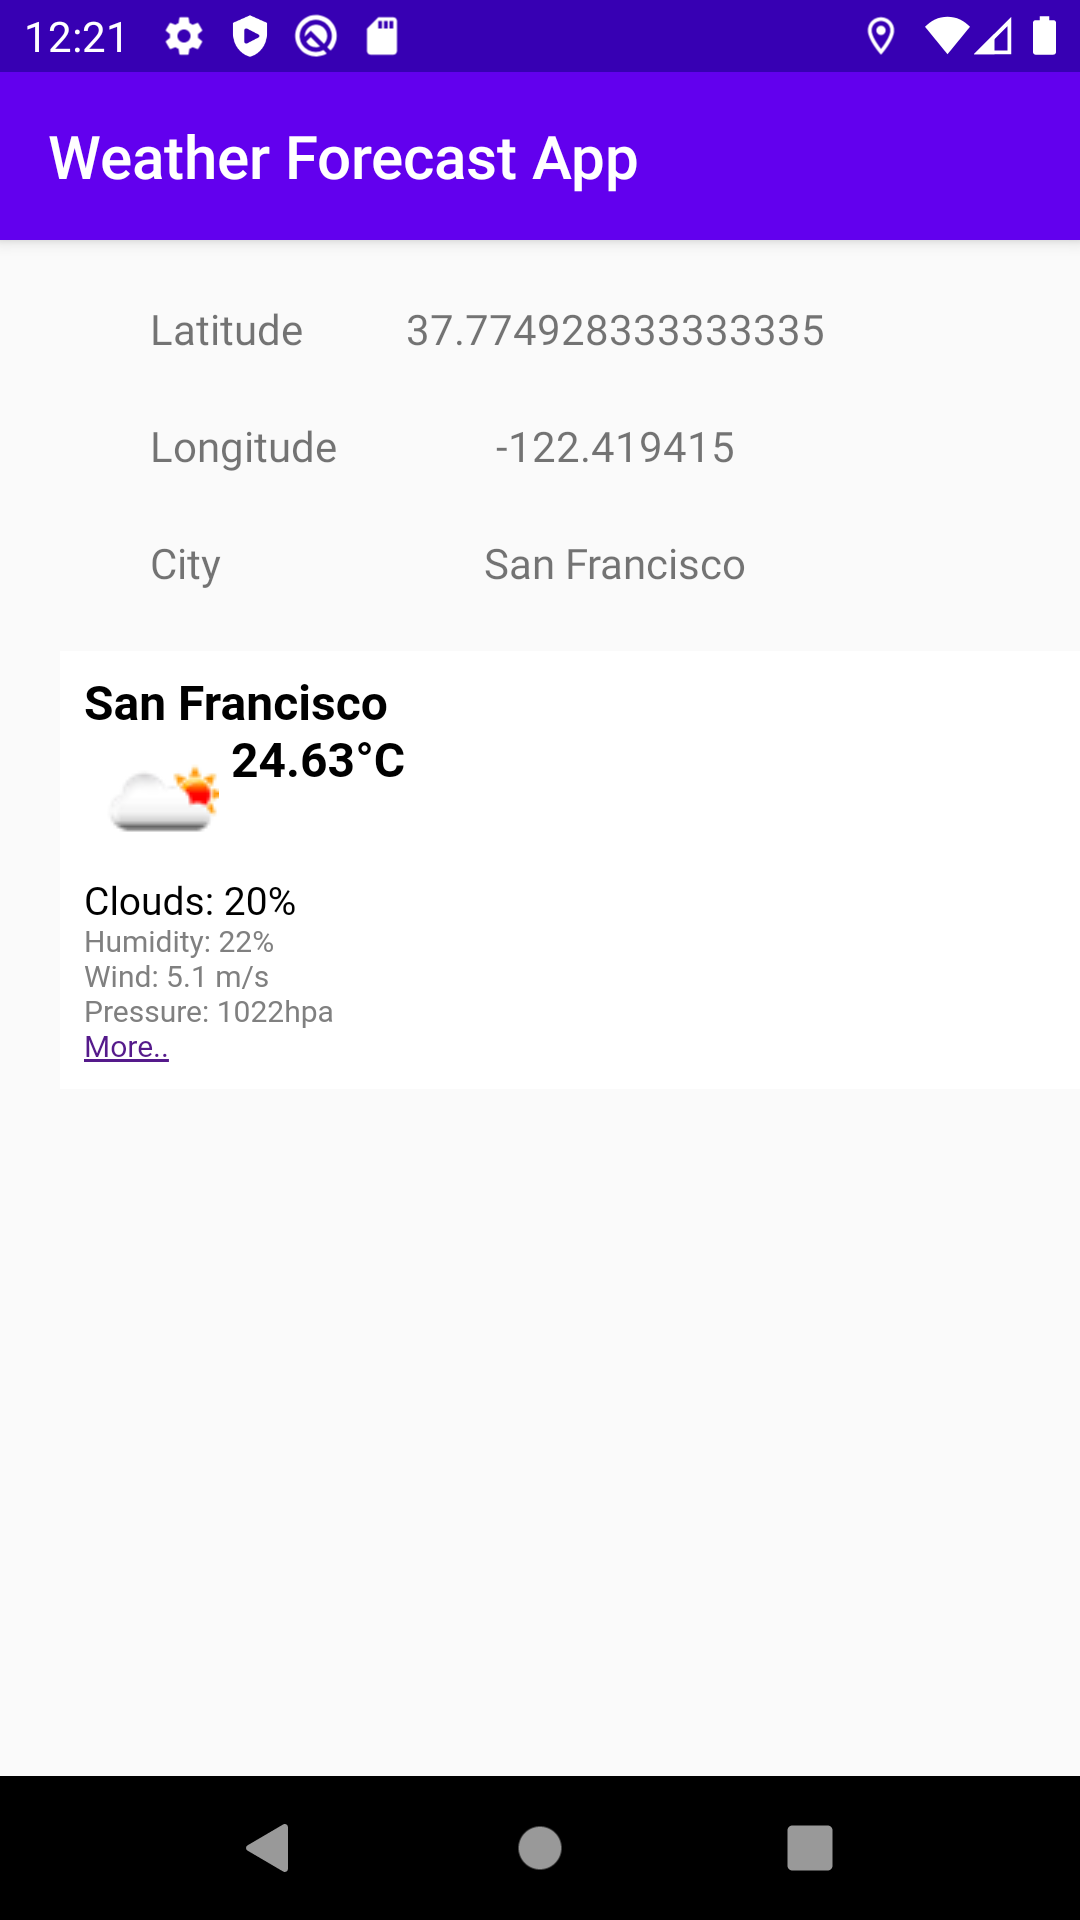 12:21
Weather Forecast App
Latitude 37.774928333333335
Longitude -122.419415
City San Francisco
San Francisco
24.63°C
Clouds: 20%
Humidity: 22%
Wind: 5.1 m/s
Pressure: 1022hpa
More..